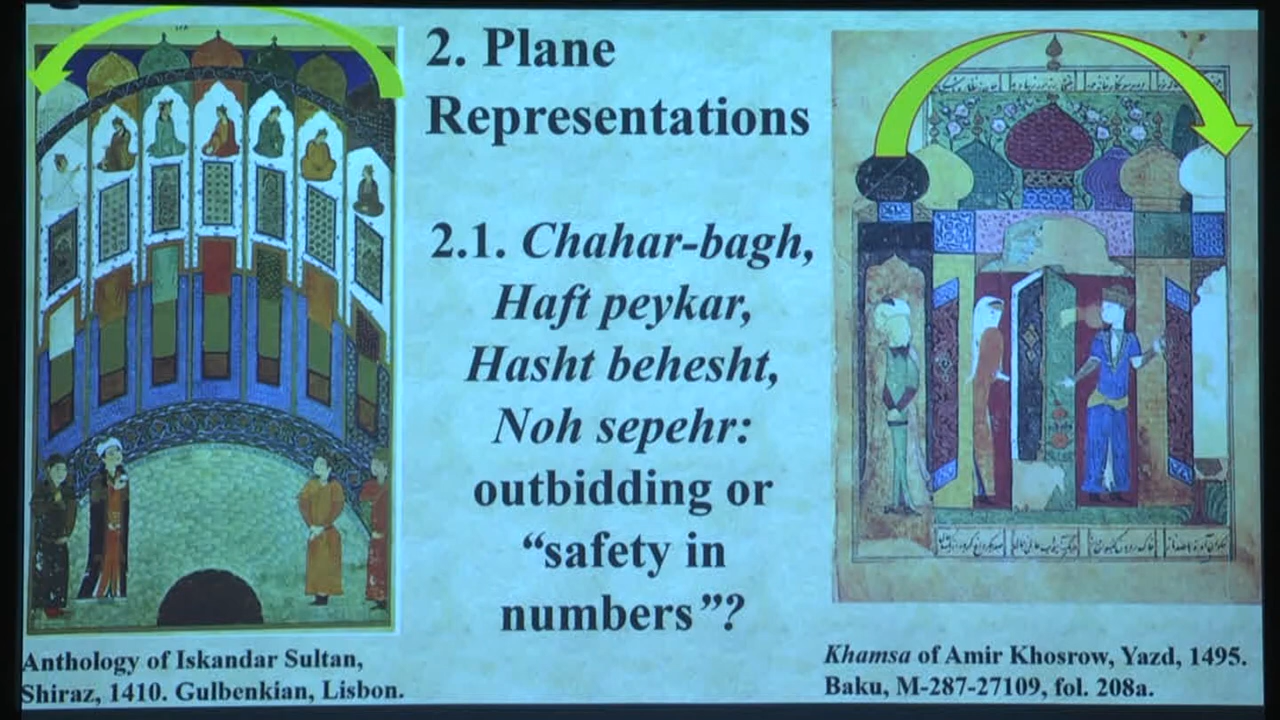 2. Plane
Representations
2.1. Chahar-bagh,
Haft peykar,
Hasht behesht,
Noh sepehr:
outbidding or
“safety in
numbers”?
Anthology of Iskandar Sultan,
Shiraz, 1410. Gulbenkian, Lisbon.
Khamsa of Amir Khosrow, Yazd, 1495.
Baku, M-287-27109, fol. 208a.